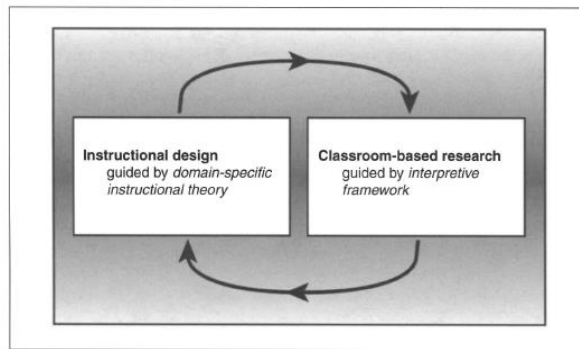 Instructional design
guided by domain-specific
instructional theory
Classroom-based research
guided by interpretive
framework